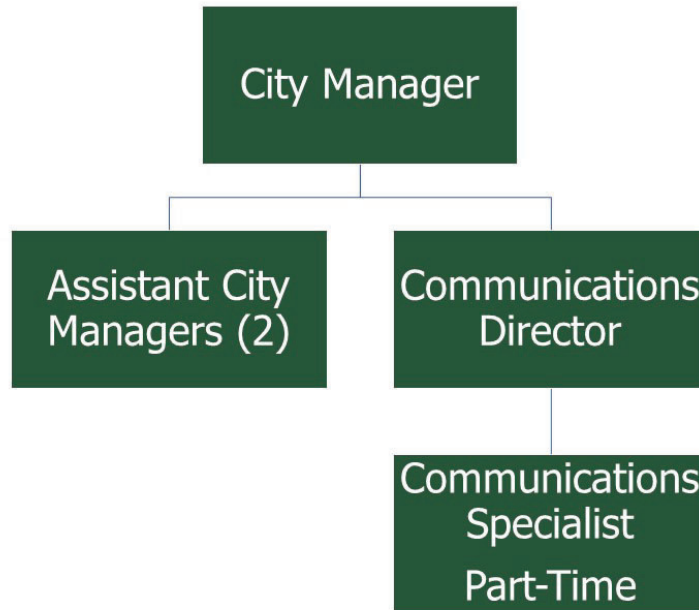 City Manager
Assistant City
Managers (2)
Communications
Director
Communications
Specialist
Part-Time